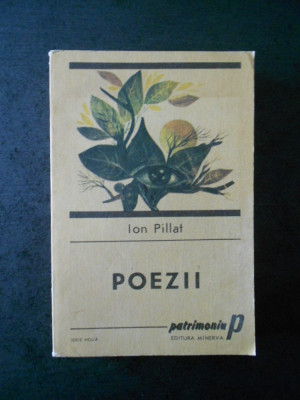 Ion Pillat
POEZII
patrimoniu p
EDITURA MINERVA